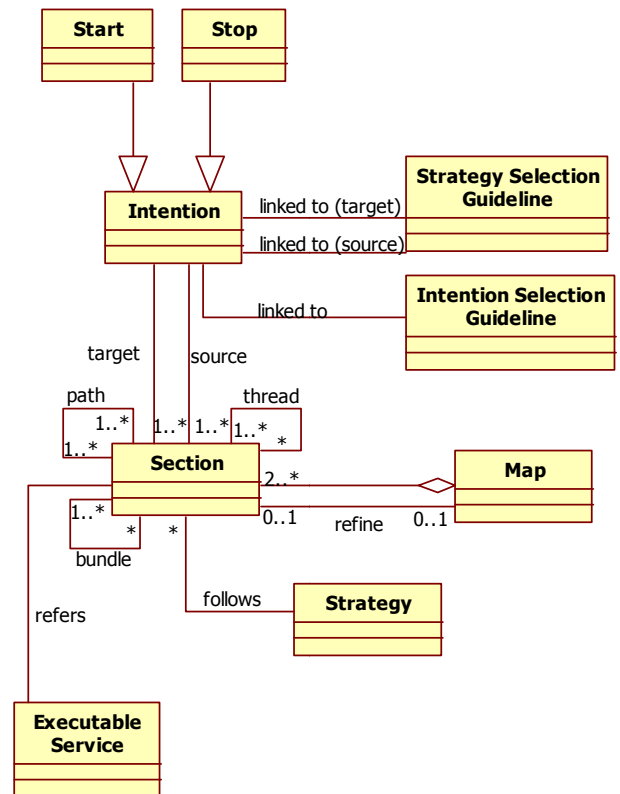 Start
Stop
Intention
linked to (target)
linked to (source)
Strategy Selection
Guideline
linked to
Intention Selection
Guideline
target
source
path
thread
1..*
1..*
1..*
1..*
1..*
*
Section
2..*
Map
0..1
refine
0..1
1..*
*
*
bundle
follows
Strategy
refers
Executable
Service